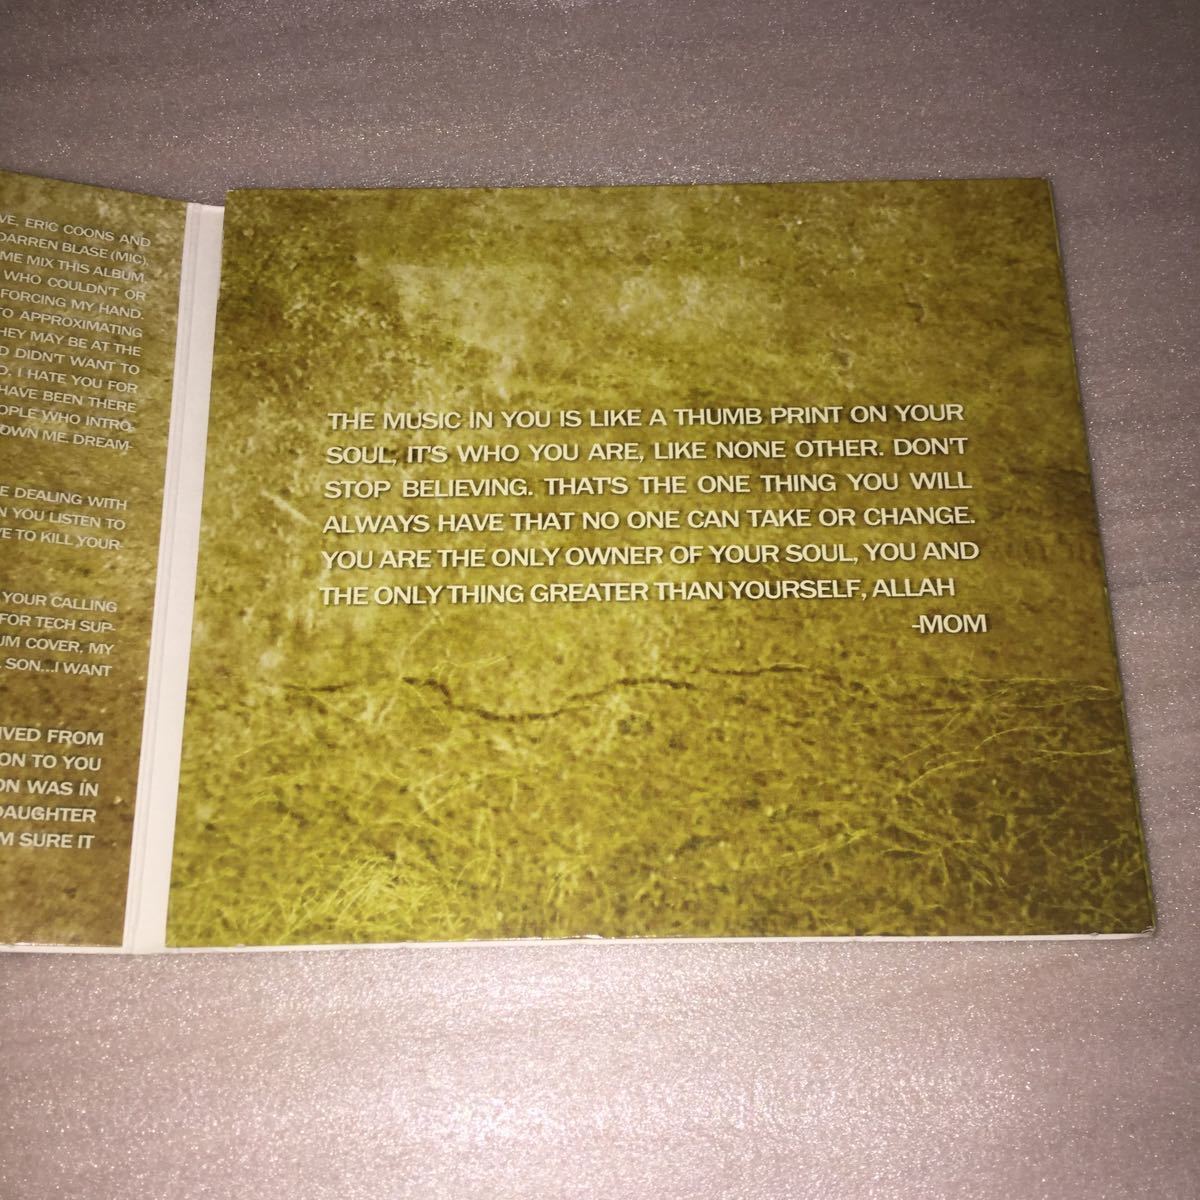 VE, ERIC COONS AND
DARREN BLASE (MIC),
ME MIX THIS ALBUM.
WHO COULDN'T OR
FORCING MY HAND.
TO APPROXIMATING
HEY MAY BE AT THE
D DIDN'T WANT TO
D, I HATE YOU FOR
HAVE BEEN THERE
OPLE WHO INTRO-
OWN ME. DREAM-
E DEALING WITH
N YOU LISTEN TO
VE TO KILL YOUR-
YOUR CALLING
FOR TECH SUP-
UM COVER, MY
SON...I WANT
IVED FROM
ON TO YOU
ON WAS IN
DAUGHTER
M SURE IT
THE MUSIC IN YOU IS LIKE A THUMB PRINT ON YOUR
SOUL, IT'S WHO YOU ARE, LIKE NONE OTHER. DON'T
STOP BELIEVING. THAT'S THE ONE THING YOU WILL
ALWAYS HAVE THAT NO ONE CAN TAKE OR CHANGE.
YOU ARE THE ONLY OWNER OF YOUR SOUL, YOU AND
THE ONLY THING GREATER THAN YOURSELF, ALLAH
-MOM